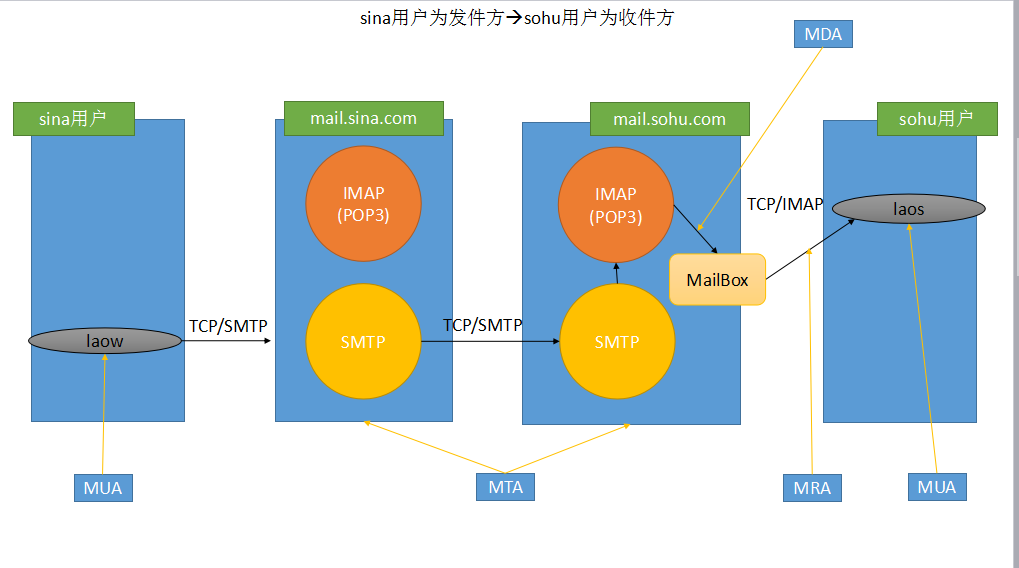 sina用户为发件方→sohu用户为收件方
MDA
sina用户
mail.sina.com
mail.sohu.com
sohu用户
IMAP
(POP3)
IMAP
(POP3)
TCP/IMAP
laos
MailBox
TCP/SMTP
TCP/SMTP
laow
SMTP
SMTP
MUA
MTA
MRA
MUA